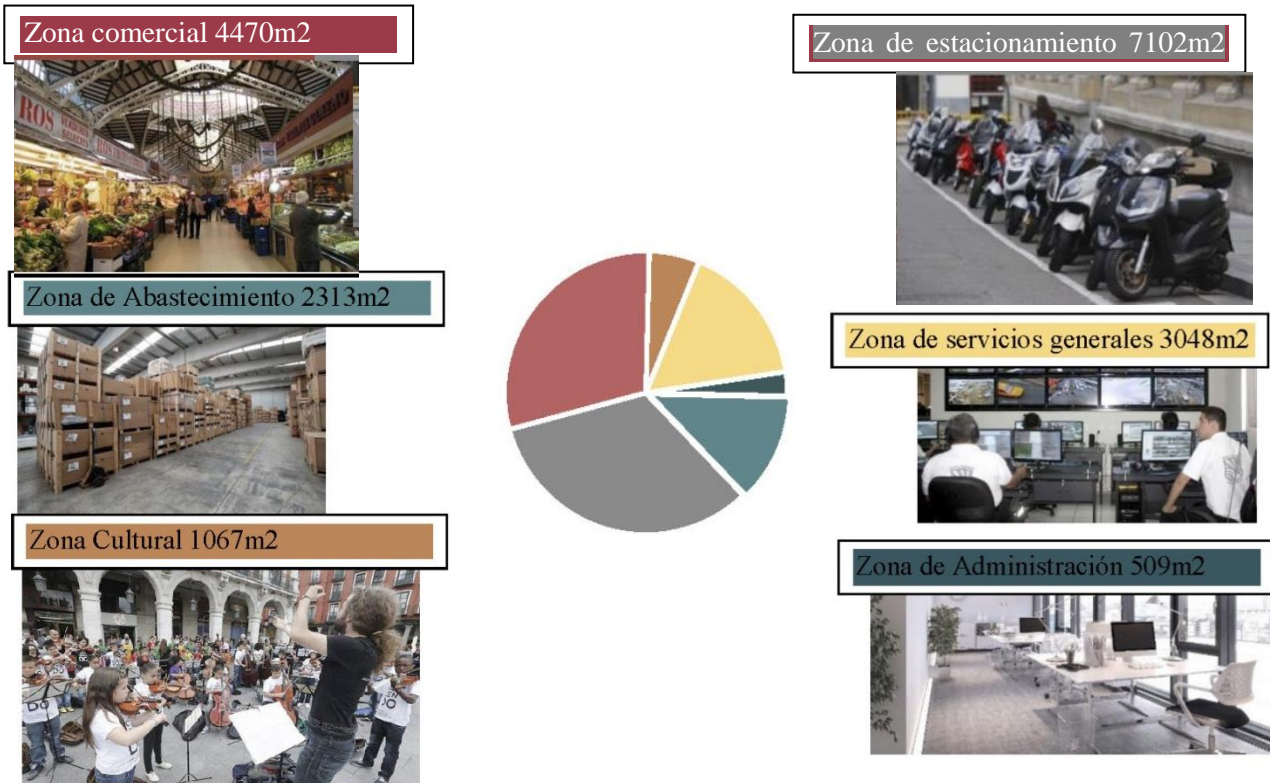 Zona comercial 4470m2
Zona de estacionamiento 7102m2
ROS
Zona de Abastecimiento 2313m2
Zona de servicios generales 3048m2
Zona Cultural 1067m2
Zona de Administración 509m2